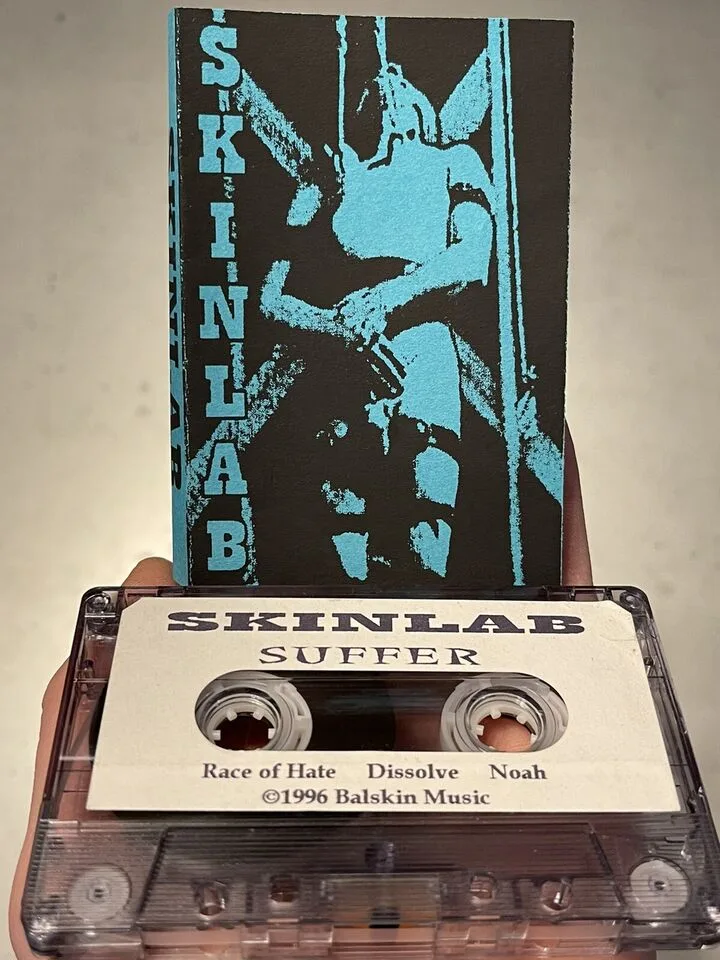 SKINLAB
SKINLAB
SUFFER
Race of Hate Dissolve Noah
©1996 Balskin Music